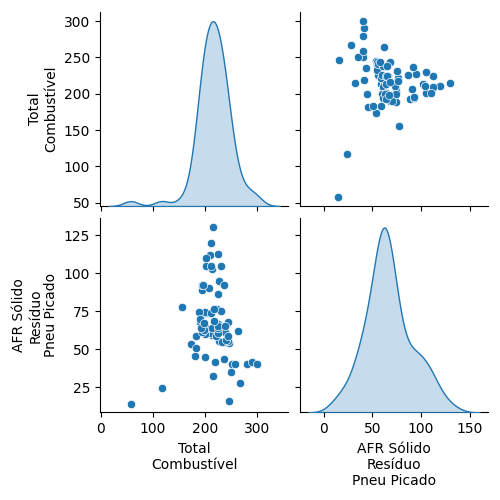 300
250
200
150
100
50
Total
Combustível
125
100
75
50
25
AFR Sólido
Resíduo
Pneu Picado
0
100
200
300
Total
Combustível
0
50
100
150
AFR Sólido
Resíduo
Pneu Picado